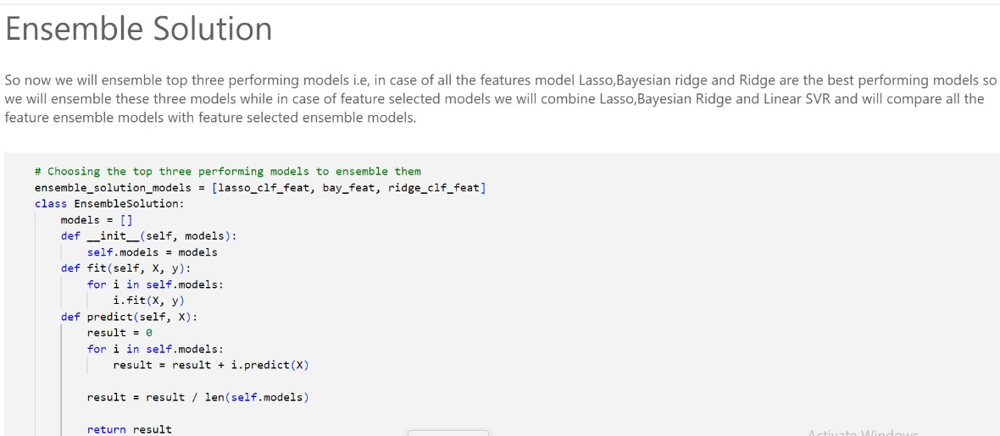 Ensemble Solution
So now we will ensemble top three performing models i.e, in case of all the features model Lasso,Bayesian ridge and Ridge are the best performing models so
we will ensemble these three models while in case of feature selected models we will combine Lasso,Bayesian Ridge and Linear SVR and will compare all the
feature ensemble models with feature selected ensemble models.
# Choosing the top three performing models to ensemble them
ensemble_solution_models = [lasso_clf_feat, bay_feat, ridge_clf_feat]
class EnsembleSolution:
    models = []
    def __init__(self, models):
        self.models = models
    def fit(self, X, y):
        for i in self.models:
            i.fit(X, y)
    def predict(self, X):
        result = 0
        for i in self.models:
            result = result + i.predict(X)
        result = result / len(self.models)
        return result
Activate Windows